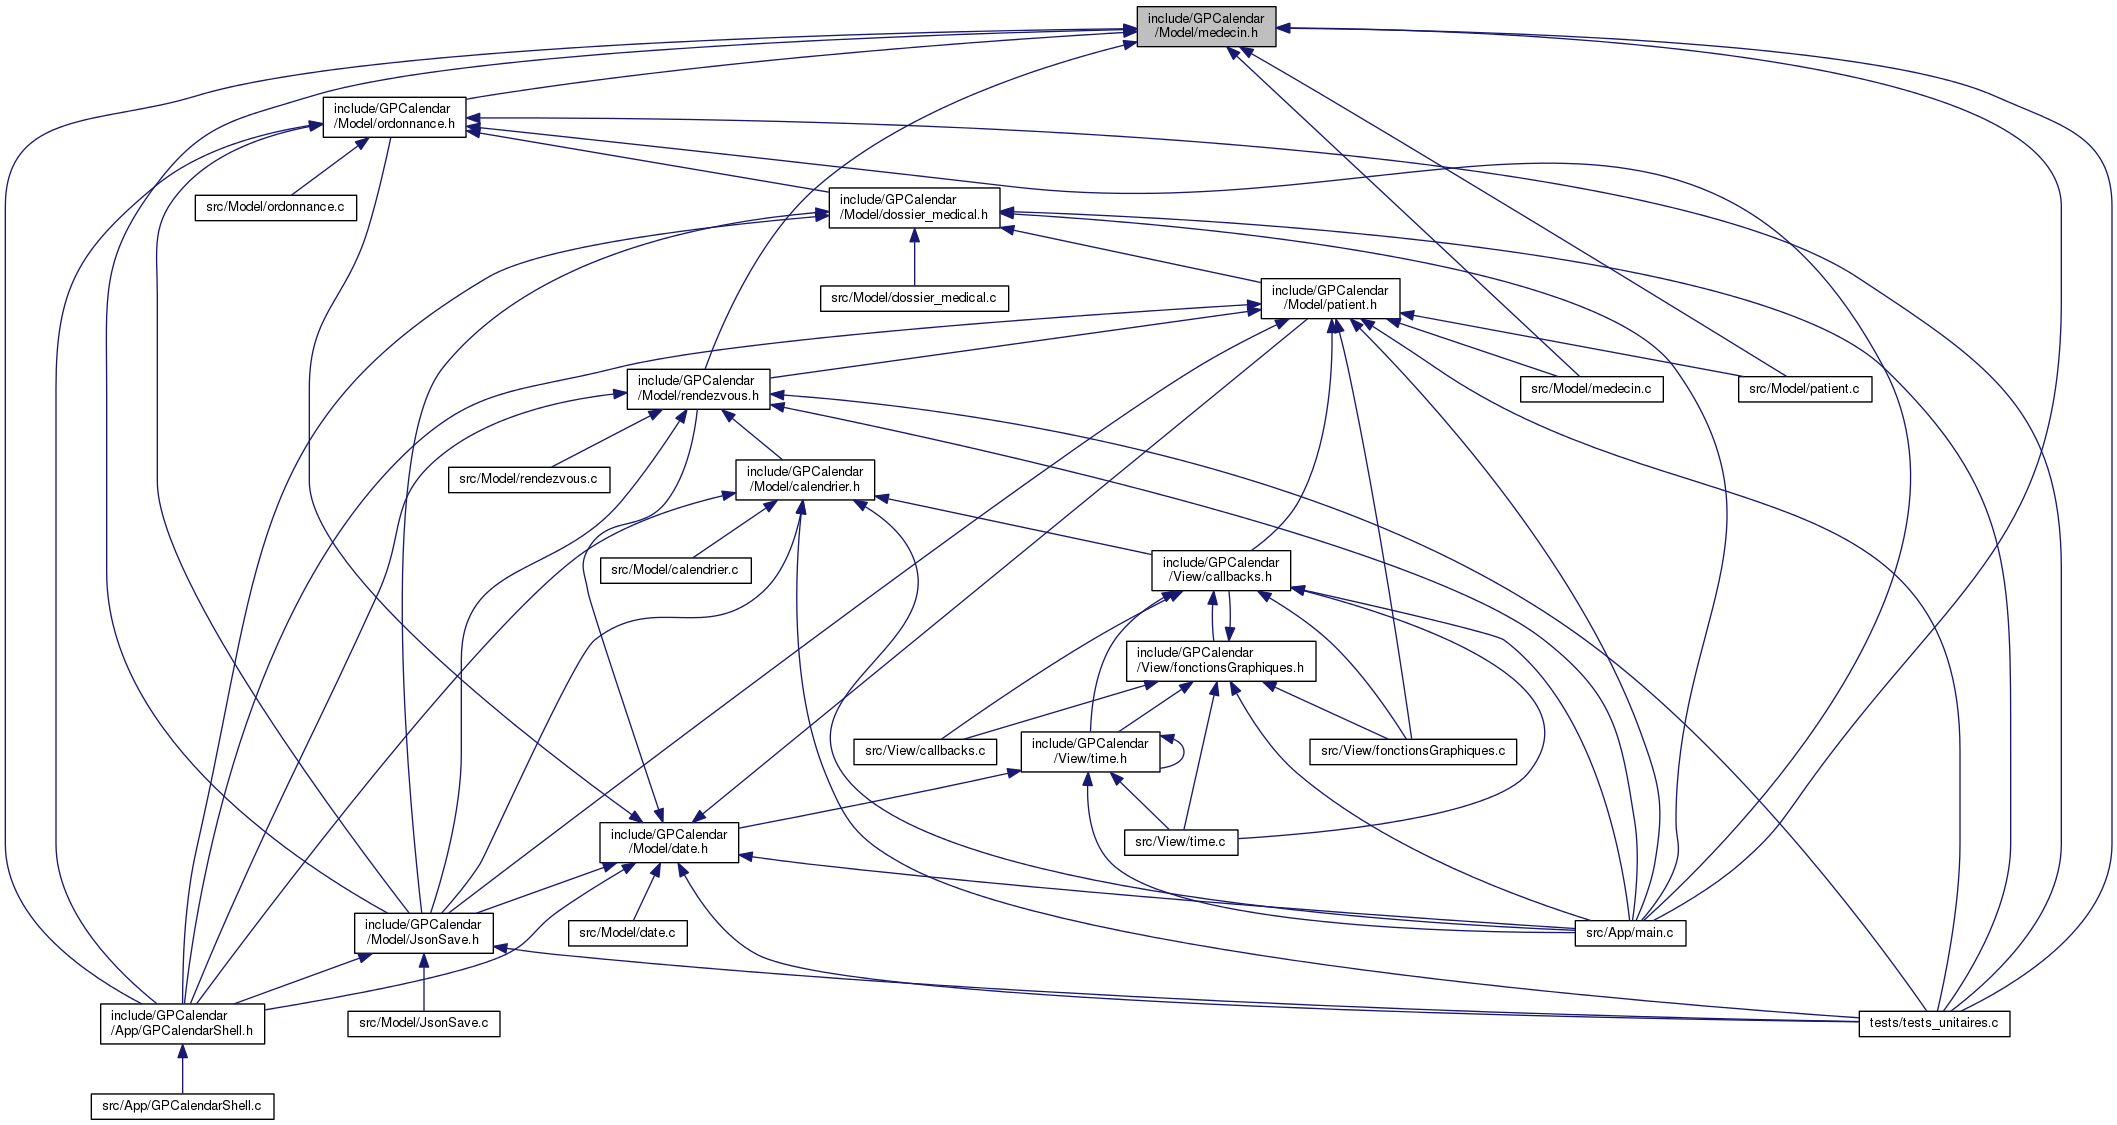 include/GPCalendar
/Model/medecin.h
include/GPCalendar
/Model/ordonnance.h
src/Model/ordonnance.c
include/GPCalendar
/Model/dossier_medical.h
src/Model/dossier_medical.c
include/GPCalendar
/Model/patient.h
include/GPCalendar
/Model/rendezvous.h
src/Model/medecin.c
src/Model/patient.c
src/Model/rendezvous.c
include/GPCalendar
/Model/calendrier.h
src/Model/calendrier.c
include/GPCalendar
/View/callbacks.h
include/GPCalendar
/View/fonctionsGraphiques.h
src/View/callbacks.c
include/GPCalendar
/View/time.h
src/View/fonctionsGraphiques.c
include/GPCalendar
/Model/date.h
src/View/time.c
include/GPCalendar
/Model/JsonSave.h
src/Model/date.c
src/App/main.c
include/GPCalendar
/App/GPCalendarShell.h
src/Model/JsonSave.c
tests/tests_unitaires.c
src/App/GPCalendarShell.c